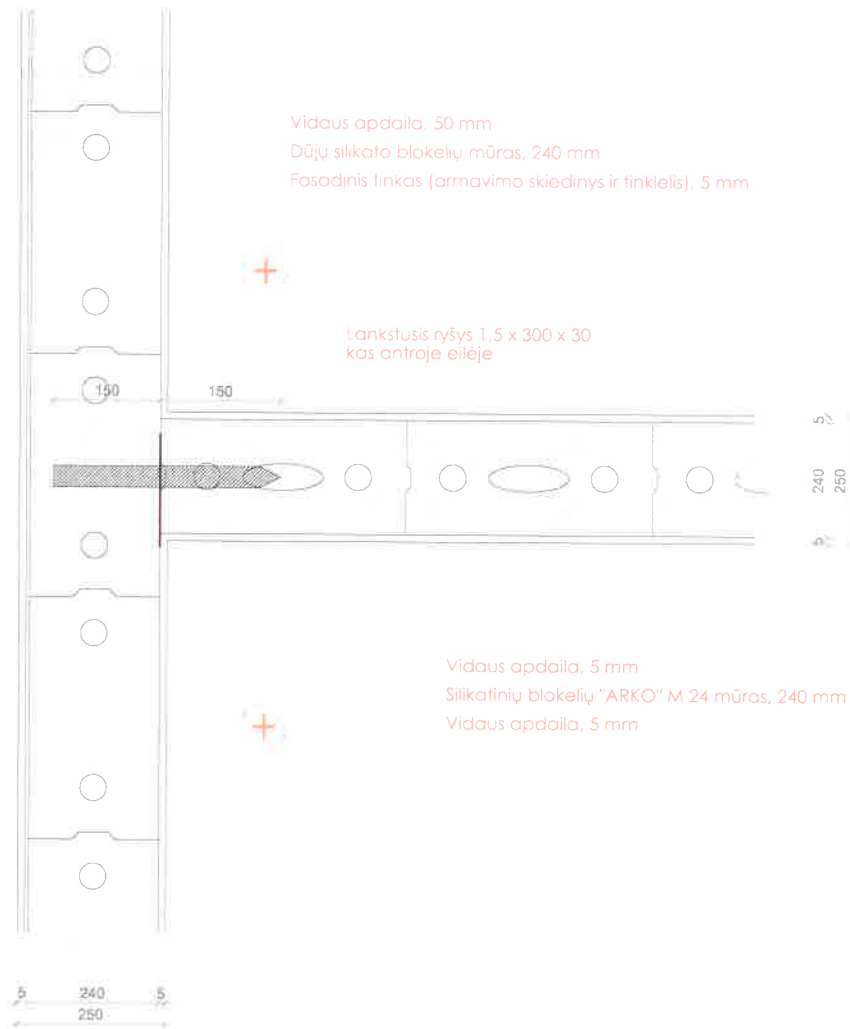 Vidaus apdaila, 50 mm
Dūjų silikato blokelių mūras, 240 mm
Fasadinis tinkas (armavimo skiedinys ir tinkielis), 5 mm
Lankstusis ryšys 1,5 x 300 x 30
kas antroje eilėje
150 150
5
240
250
5
Vidaus apdaila, 5 mm
Silikatinių blokelių "ARKO" M 24 mūras, 240 mm
Vidaus apdaila, 5 mm
5 240 5
250